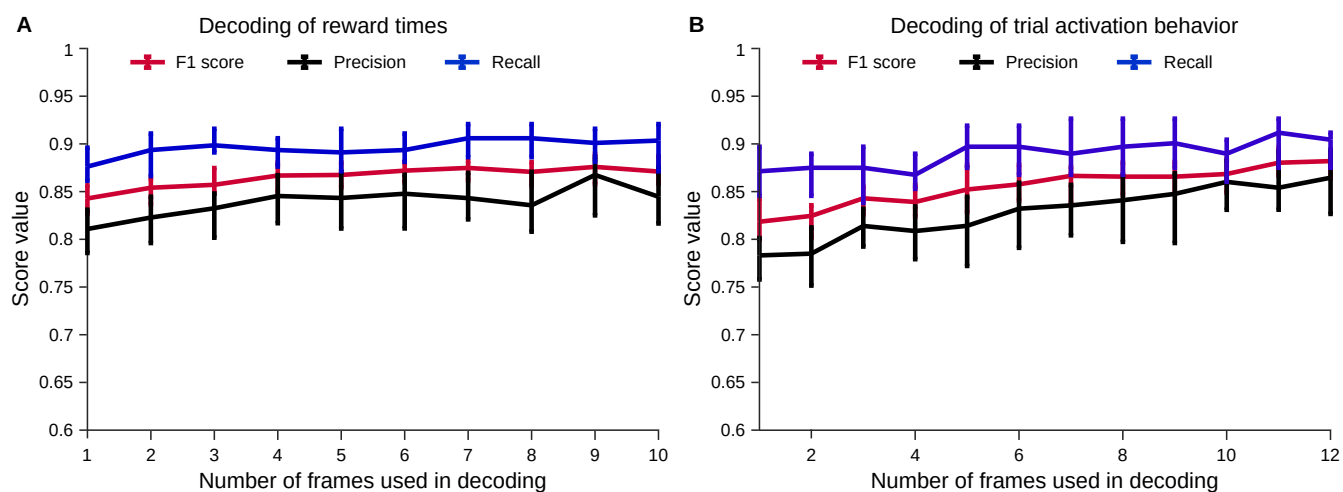 A
Decoding of reward times
F1 score
Precision
Recall
1
0.95
0.9
0.85
0.8
0.75
0.7
0.65
0.6
Score value
1 2 3 4 5 6 7 8 9 10
Number of frames used in decoding
B
Decoding of trial activation behavior
F1 score
Precision
Recall
1
0.95
0.9
0.85
0.8
0.75
0.7
0.65
0.6
Score value
2 4 6 8 10 12
Number of frames used in decoding